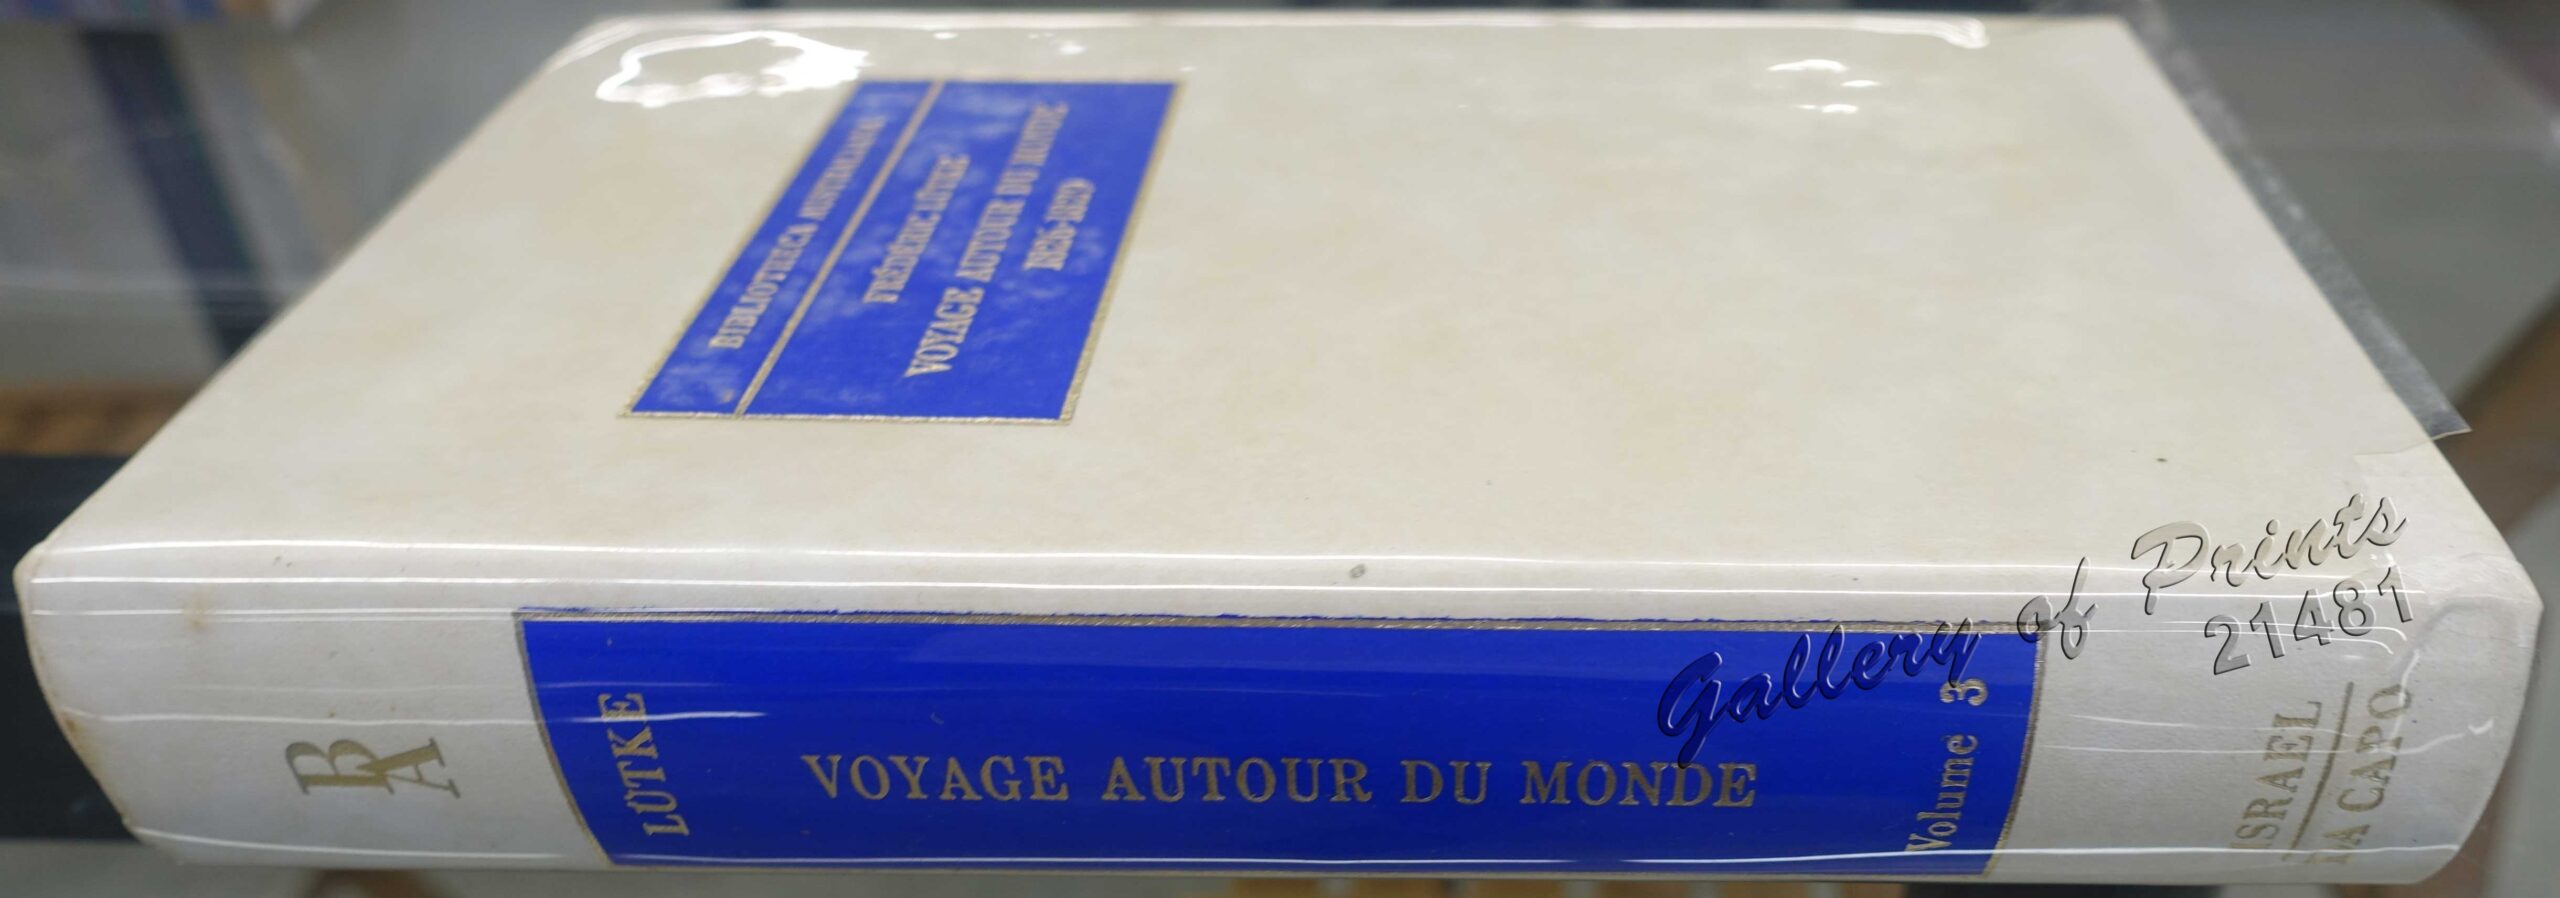 BIBLIOTHECA AUSTRALIANA
FRÉDÉRIC LÜTKE
VOYAGE AUTOUR DU MONDE
1826-1829
BA
LÜTKE
VOYAGE AUTOUR DU MONDE
Volume 3
ISRAEL
DA CAPO
Gallery of Prints
21481